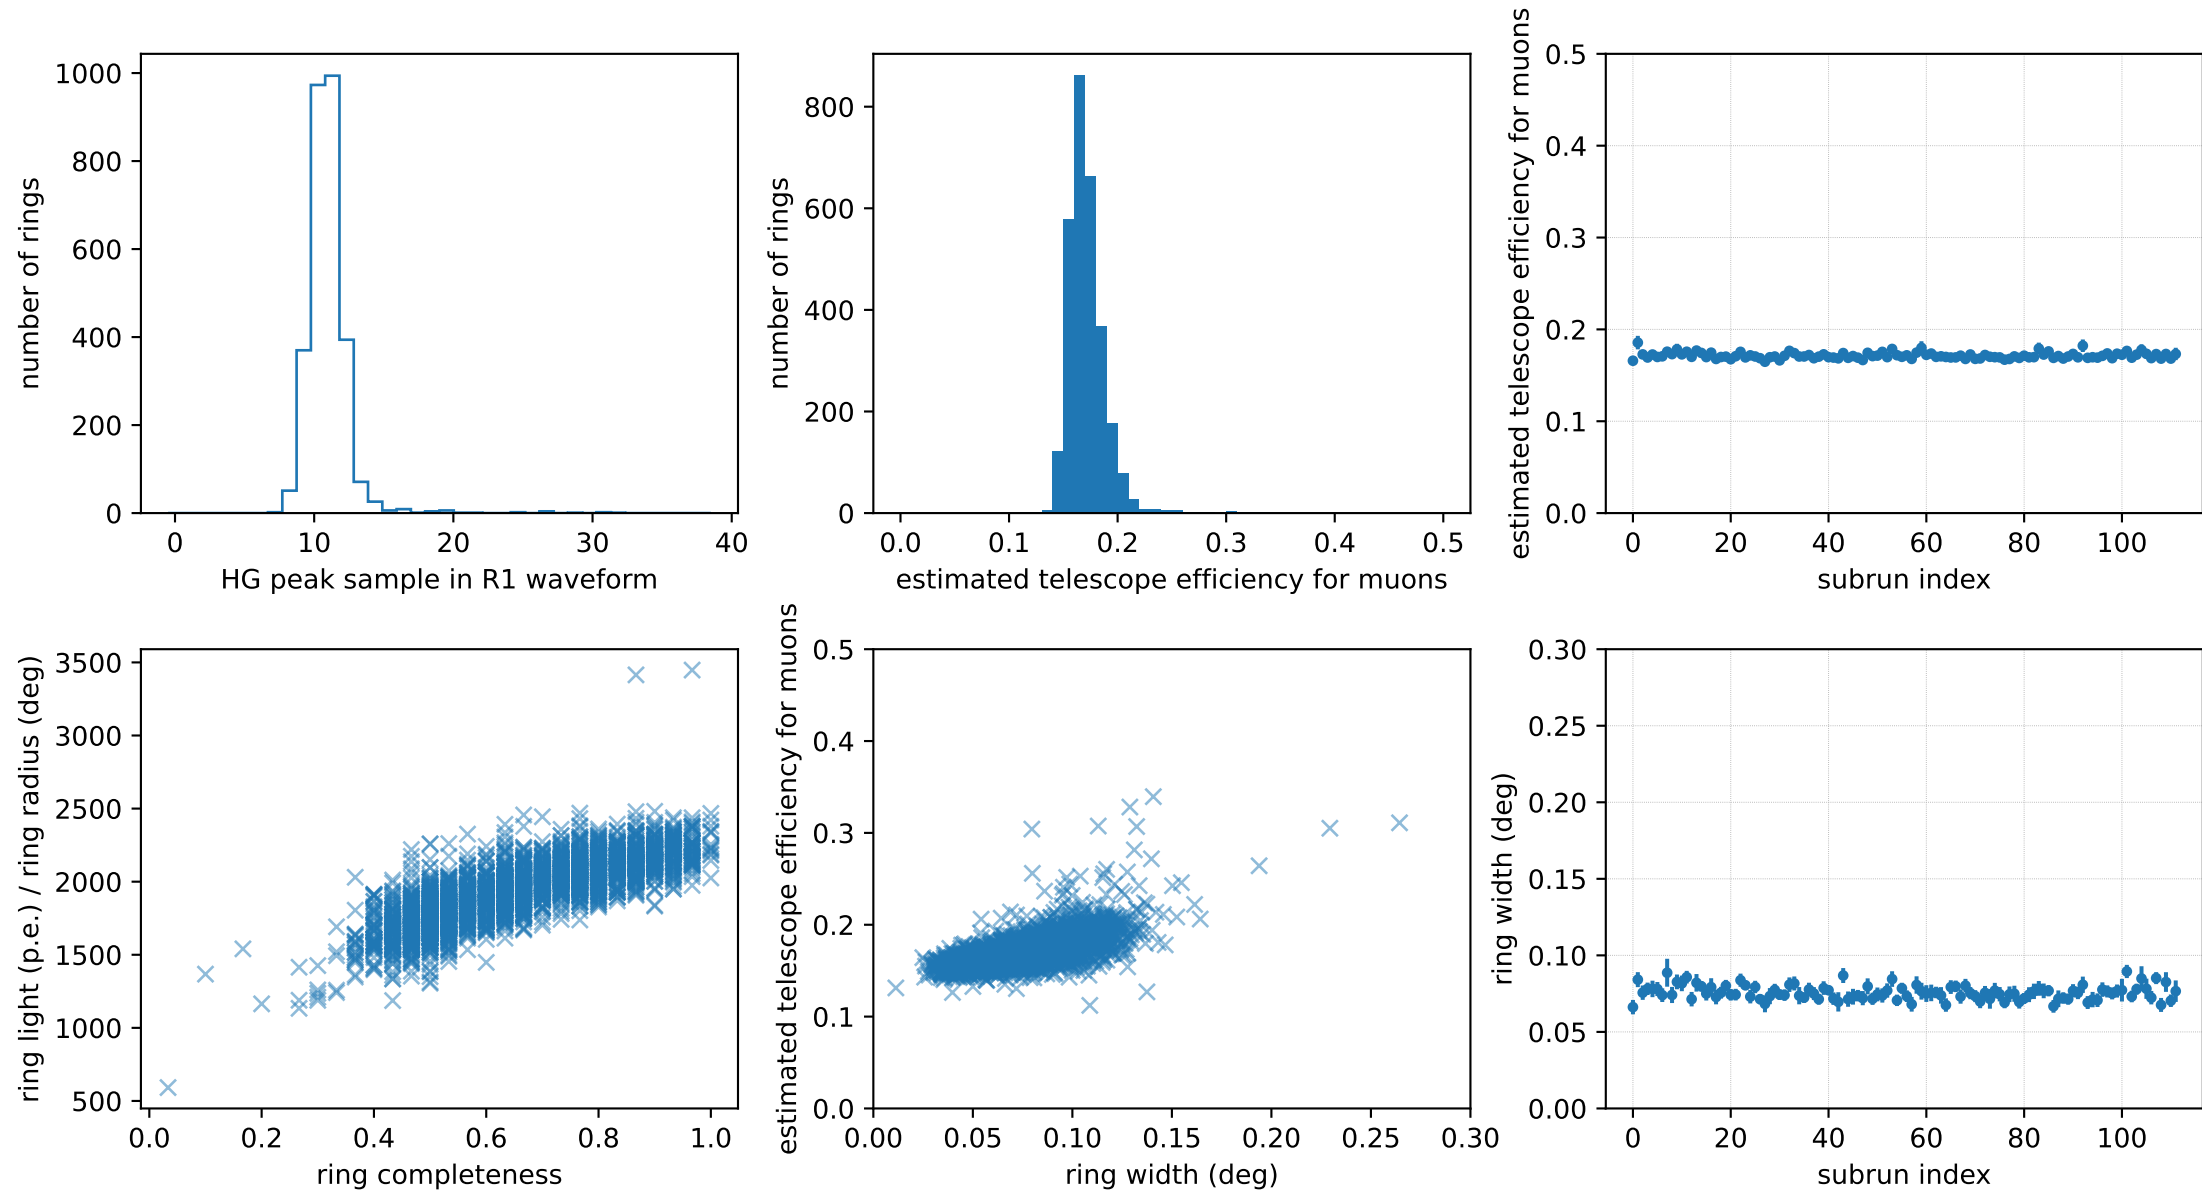 number of rings
1000
800
600
400
200
0
0 10 20 30 40
HG peak sample in R1 waveform
number of rings
800
600
400
200
0
0.0 0.1 0.2 0.3 0.4 0.5
estimated telescope efficiency for muons
estimated telescope efficiency for muons
0.5
0.4
0.3
0.2
0.1
0.0
0 20 40 60 80 100
subrun index
ring light (p.e.) / ring radius (deg)
3500
3000
2500
2000
1500
1000
500
0.0 0.2 0.4 0.6 0.8 1.0
ring completeness
estimated telescope efficiency for muons
0.5
0.4
0.3
0.2
0.1
0.0
0.00 0.05 0.10 0.15 0.20 0.25 0.30
ring width (deg)
ring width (deg)
0.30
0.25
0.20
0.15
0.10
0.05
0.00
0 20 40 60 80 100
subrun index